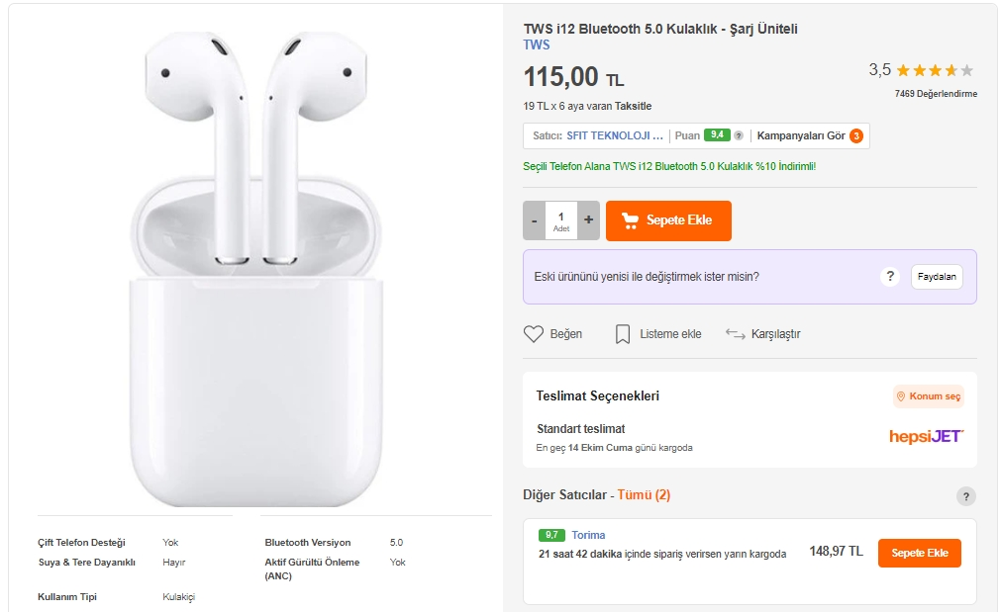 TWS i12 Bluetooth 5.0 Kulaklık - Şarj Üniteli
TWS
115,00 TL
3,5
7469 Değerlendirme
19 TL x 6 aya varan Taksitle
Satıcı: SFIT TEKNOLOJI ... Puan 9,4 ? Kampanyaları Gör 3
Seçili Telefon Alana TWS i12 Bluetooth 5.0 Kulaklık %10 İndirimli!
- 1 +
Adet
Sepete Ekle
Eski ürününü yenisi ile değiştirmek ister misin? ? Faydalan
Beğen Listeme ekle Karşılaştır
Teslimat Seçenekleri Konum seç
Standart teslimat
En geç 14 Ekim Cuma günü kargoda
hepsiJET
Diğer Satıcılar - Tümü (2) ?
9,7 Torima
21 saat 42 dakika içinde sipariş verirsen yarın kargoda
148,97 TL Sepete Ekle
Çift Telefon Desteği Yok
Bluetooth Versiyon 5.0
Suya & Tere Dayanıklı Hayır
Aktif Gürültü Önleme Yok
(ANC)
Kullanım Tipi Kulakiçi